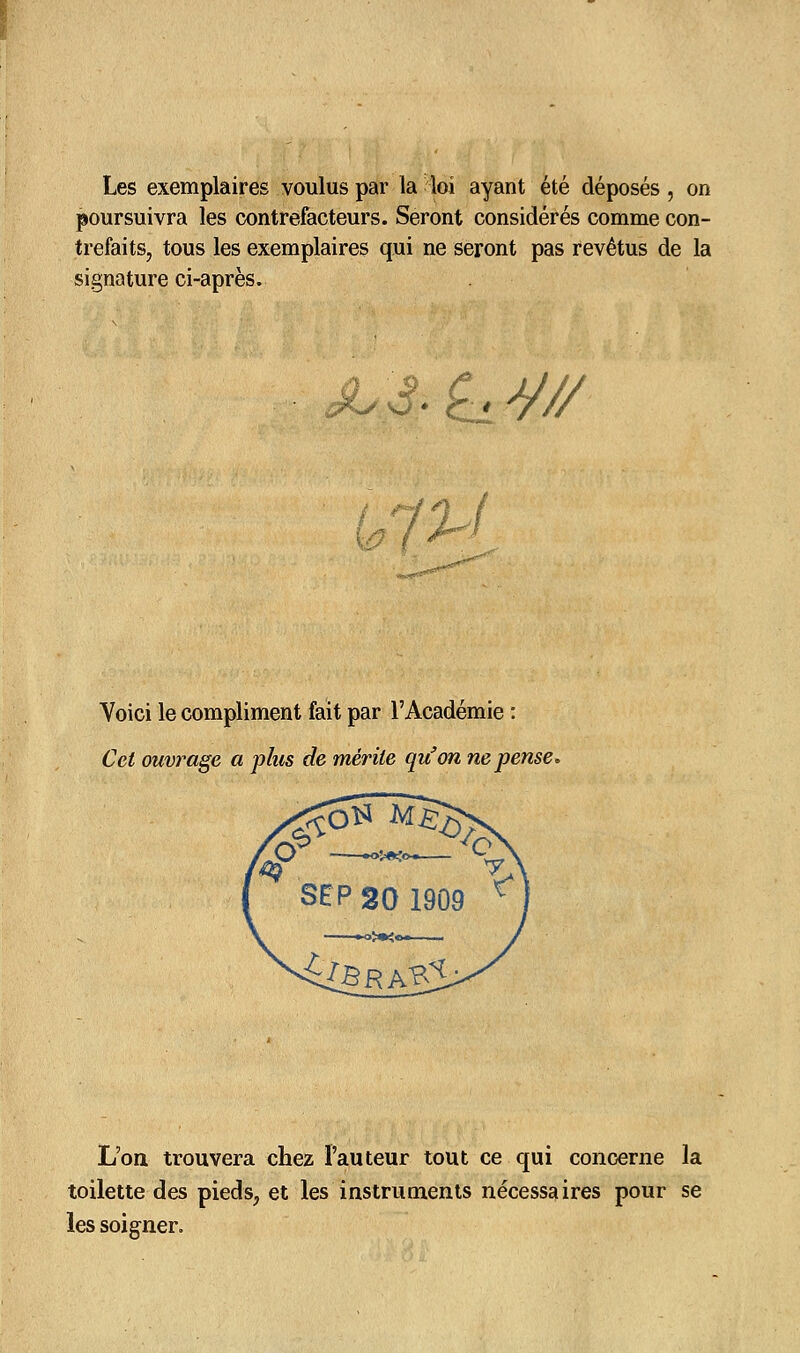 Les exemplaires voulus par la loi ayant été déposés , on
poursuivra les contrefacteurs. Seront considérés comme con-
trefaits, tous les exemplaires qui ne seront pas revêtus de la
signature ci-après.
Voici le compliment fait par l'Académie :
Cet ouvrage a plus de mérite qu'on ne pense.
BOSTON MEDICAL
SEP 20 1909
LIBRARY.
L'on trouvera chez l'auteur tout ce qui concerne la
toilette des pieds, et les instruments nécessaires pour se
les soigner.